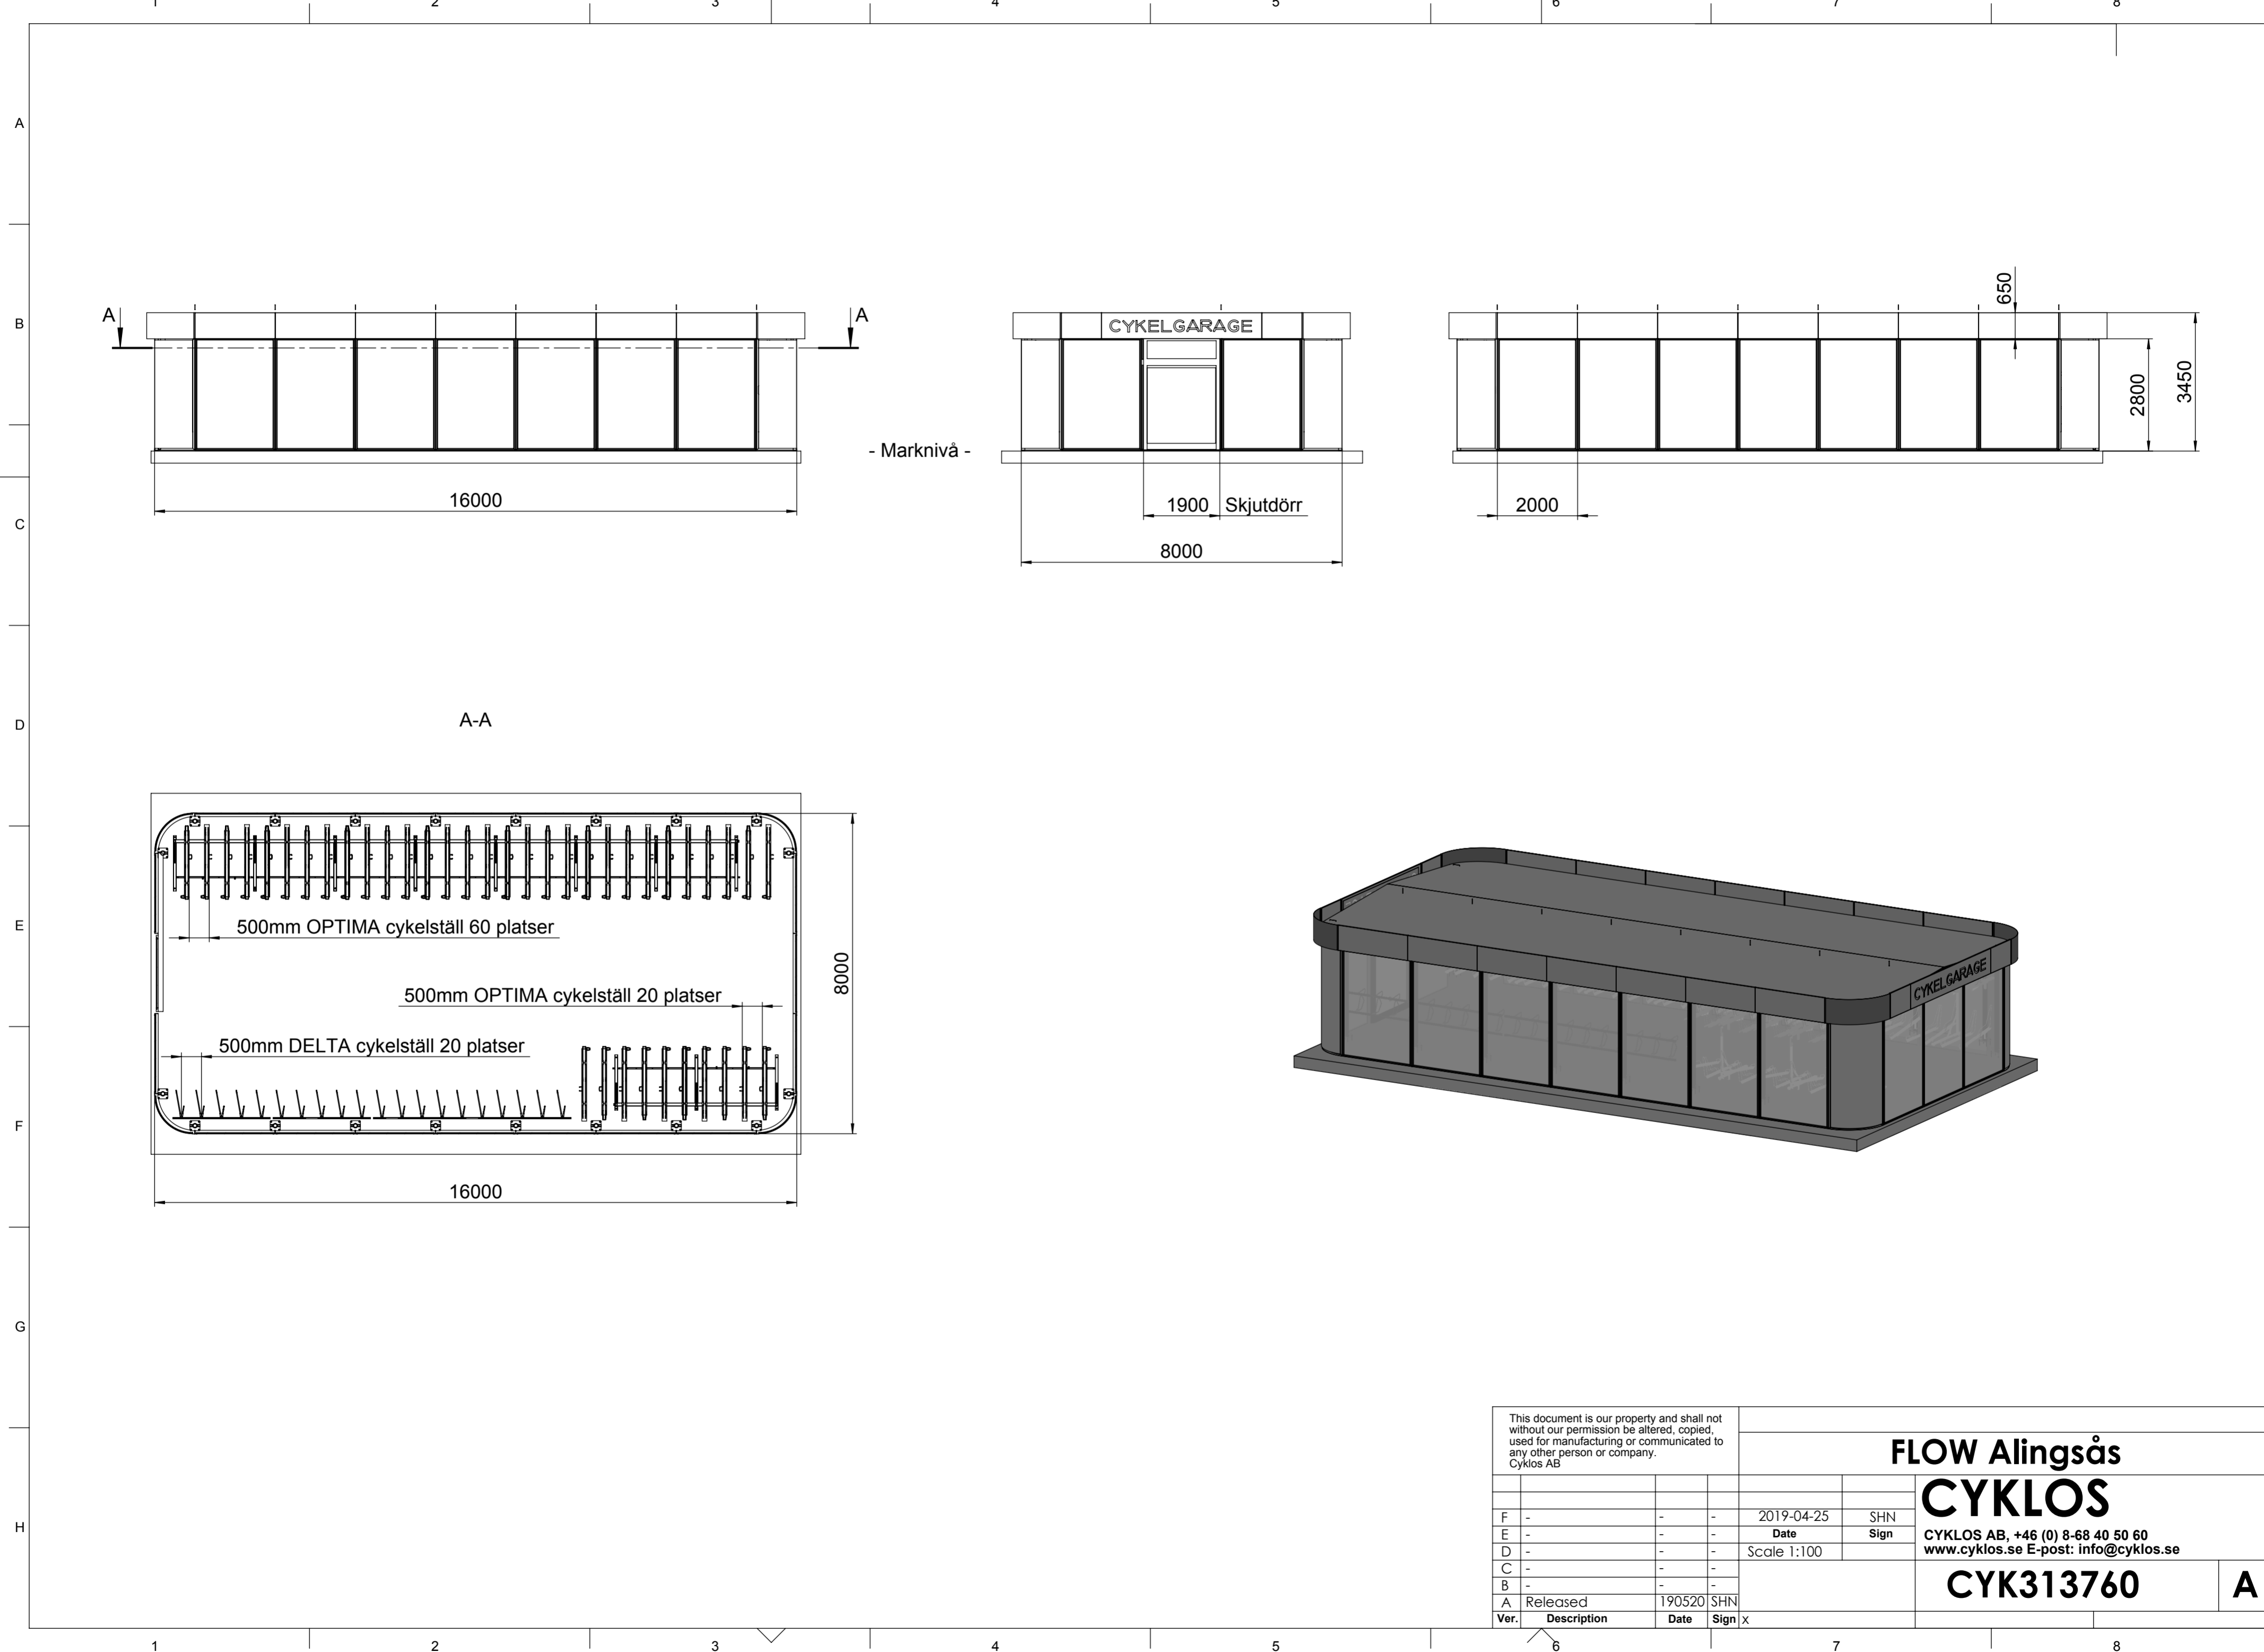 1 2 3 4 5 6 7 8
A
B
C
D
E
F
G
H
A A
16000
- Marknivå -
CYKELGARAGE
1900 Skjutdörr
8000
650
2800
3450
2000
A-A
500mm OPTIMA cykelställ 60 platser
500mm OPTIMA cykelställ 20 platser
500mm DELTA cykelställ 20 platser
8000
16000
CYKELGARAGE
This document is our property and shall not
without our permission be altered, copied,
used for manufacturing or communicated to
any other person or company.
Cyklos AB
FLOW Alingsås
CYKLOS
CYKLOS AB, +46 (0) 8-68 40 50 60
www.cyklos.se E-post: info@cyklos.se
CYK313760 A
F - - - 2019-04-25 SHN
E - - - Date Sign
D - - - Scale 1:100
C - - -
B - - -
A Released 190520 SHN
Ver. Description Date Sign X
1 2 3 4 5 6 7 8